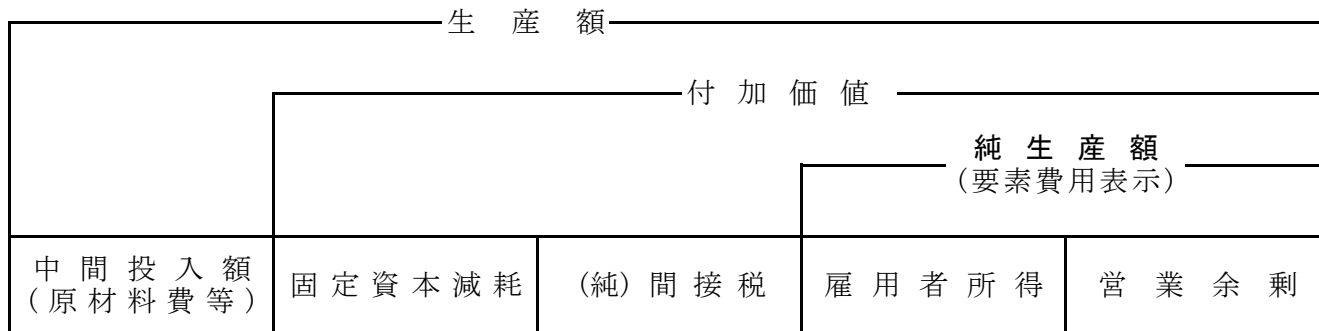 生産額
付加価値
純生産額
(要素費用表示)
中間投入額
(原材料費等)
固定資本減耗
(純)間接税
雇用者所得
営業余剰